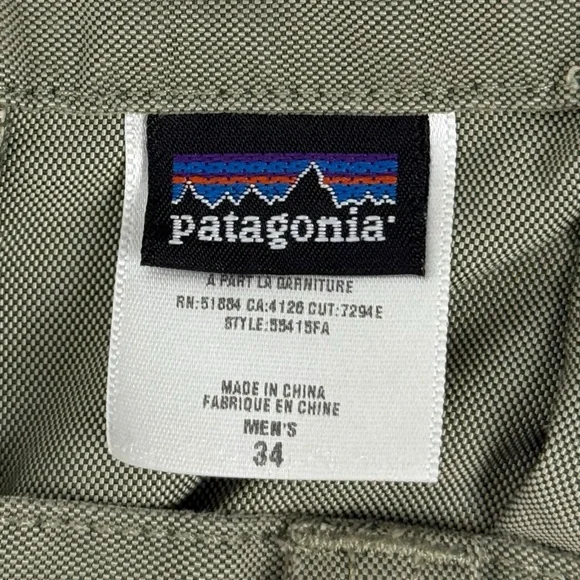 patagonia
A PART LA GARNITURE
RN:51884 CA:4126 CUT:7294E
STYLE:55415FA
MADE IN CHINA
FABRIQUE EN CHINE
MEN'S
34